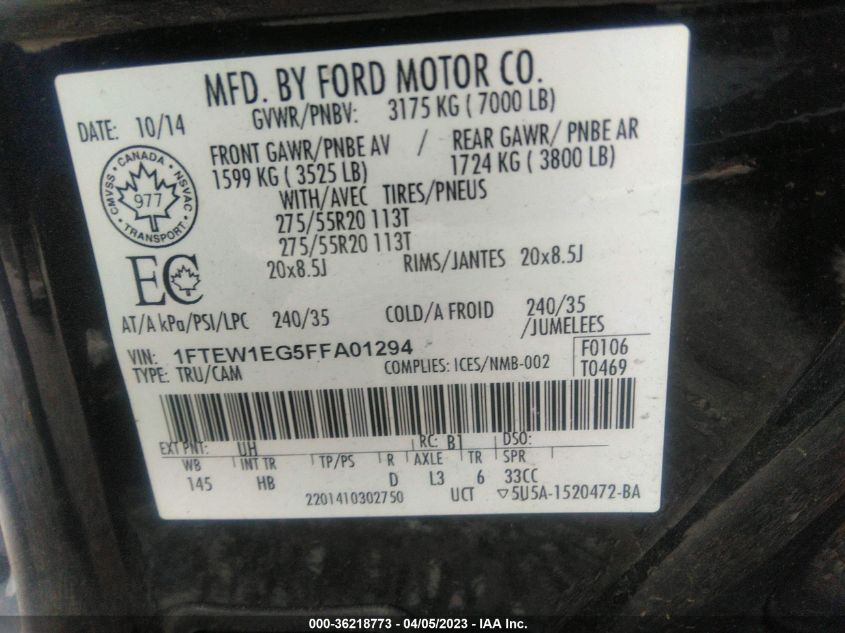 MFD. BY FORD MOTOR CO.
DATE: 10/14
GVWR/PNBV: 3175 KG ( 7000 LB)
FRONT GAWR/PNBE AV / REAR GAWR/ PNBE AR
1599 KG ( 3525 LB) 1724 KG ( 3800 LB)
WITH/AVEC TIRES/PNEUS
275/55R20 113T
275/55R20 113T
20x8.5J RIMS/JANTES 20x8.5J
CANADA
CMVSS NSVAC
977
TRANSPORT
EC
AT/A kPa/PSI/LPC 240/35 COLD/A FROID 240/35
/JUMELEES
VIN: 1FTEW1EG5FFA01294
TYPE: TRU/CAM COMPLIES: ICES/NMB-002
F0106
T0469
EXT PNT: UH RC: B1 DSO:
WB INT TR TP/PS R AXLE TR SPR
145 HB D L3 6 33CC
2201410302750 UCT 5U5A-1520472-BA
000-36218773 - 04/05/2023 - IAA Inc.